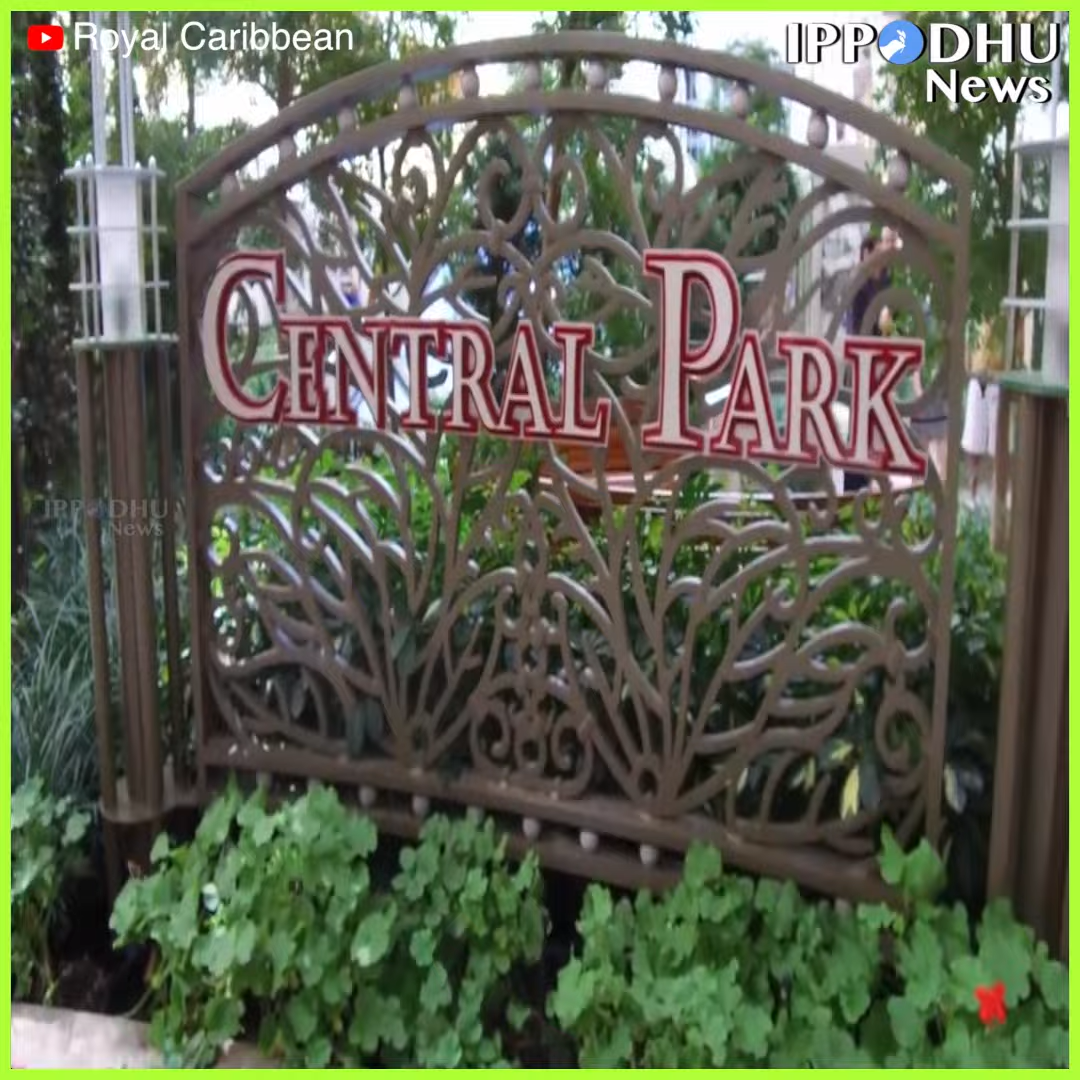 Royal Caribbean
IPPODHU
News
CENTRAL PARK
IPPODHU
News